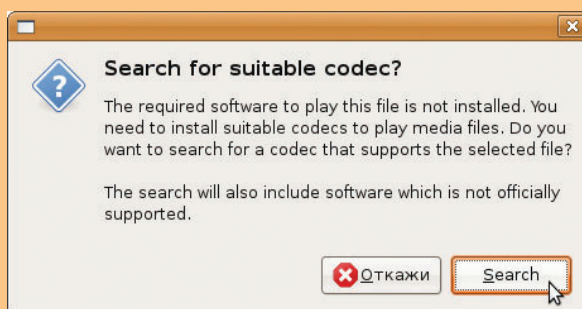 Search for suitable codec?
The required software to play this file is not installed. You
need to install suitable codecs to play media files. Do you
want to search for a codec that supports the selected file?
The search will also include software which is not officially
supported.
Откажи
Search